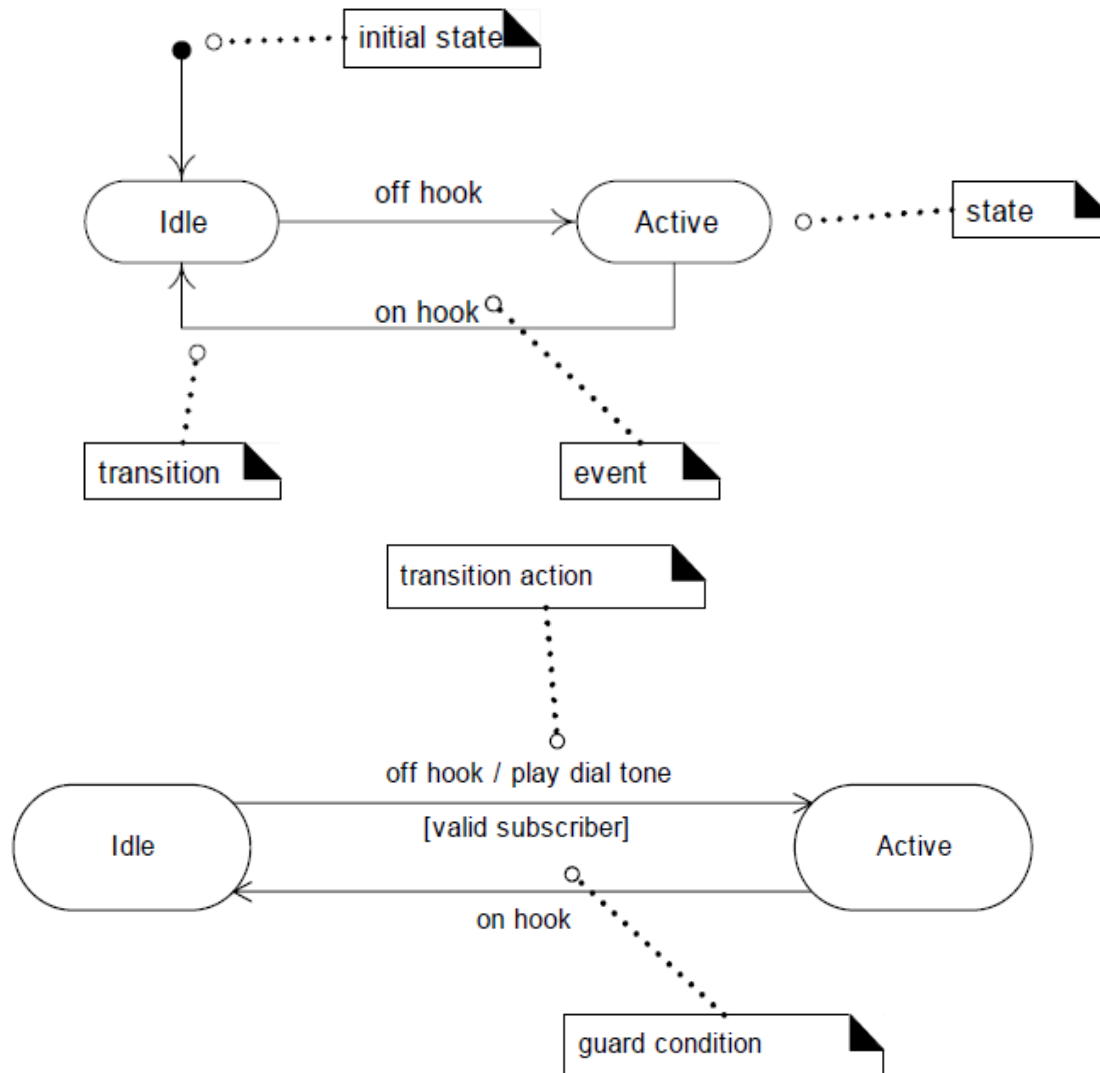 initial state
off hook
Idle
Active
state
on hook
transition
event
transition action
off hook / play dial tone
[valid subscriber]
Idle
Active
on hook
guard condition